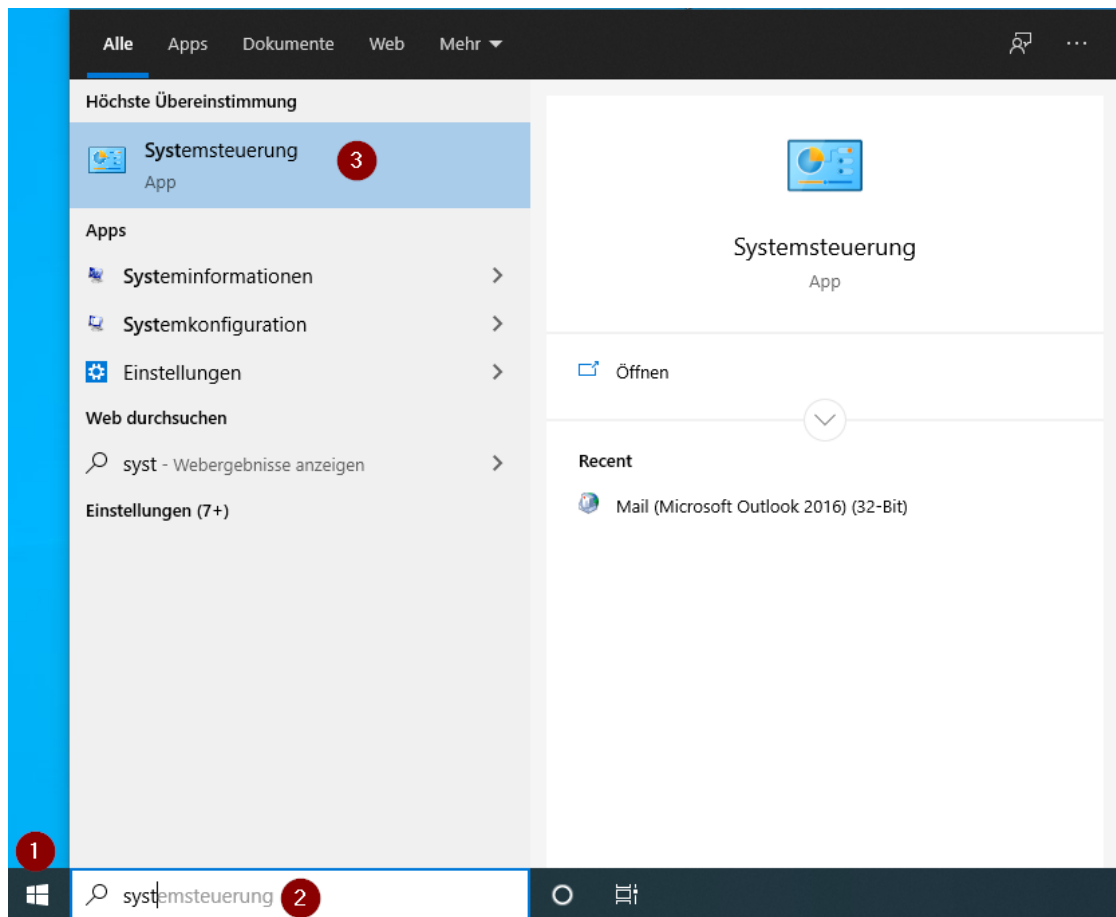 Alle Apps Dokumente Web Mehr
Höchste Übereinstimmung
Systemsteuerung
App
3
Apps
Systeminformationen
Systemkonfiguration
Einstellungen
Web durchsuchen
syst - Webergebnisse anzeigen
Einstellungen (7+)
Systemsteuerung
App
Öffnen
Recent
Mail (Microsoft Outlook 2016) (32-Bit)
1
systemsteuerung 2